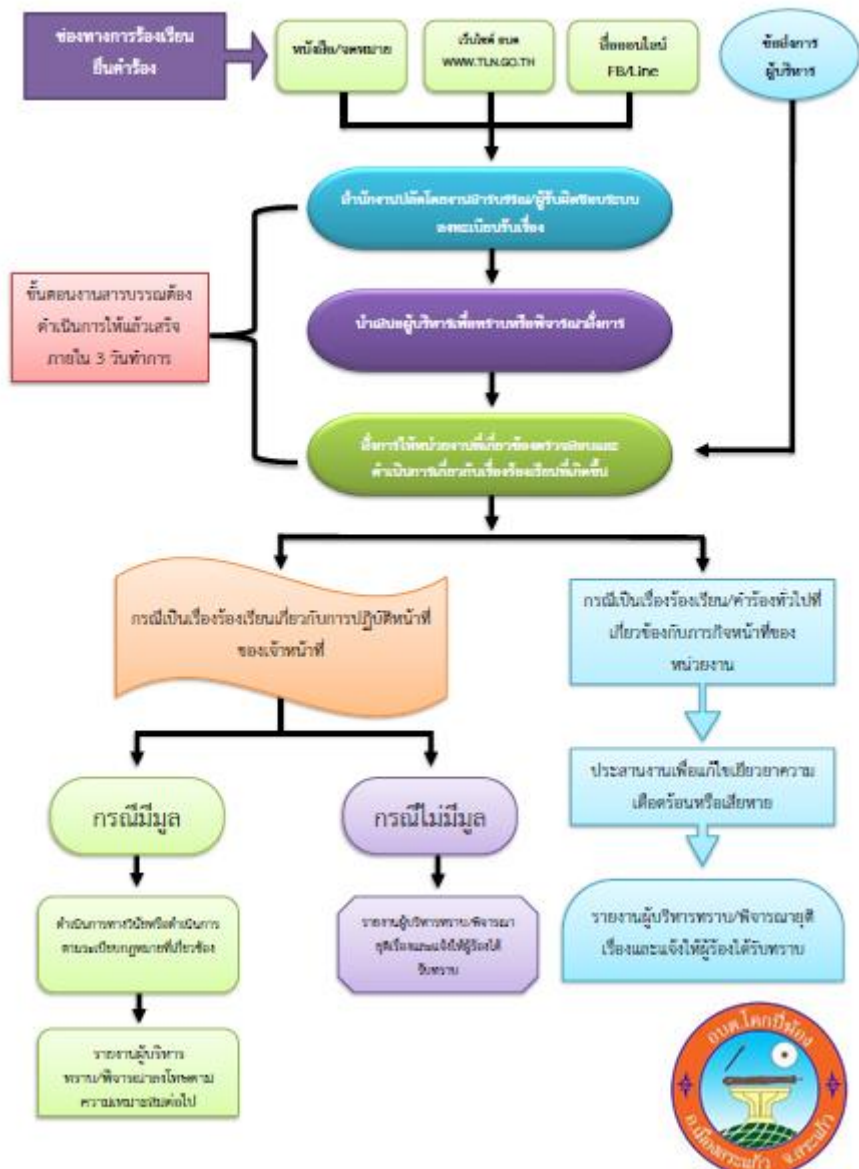 ช่องทางการร้องเรียน
ยื่นคำร้อง
หนังสือ/จดหมาย
เว็บไซต์ อบต
WWW.TLN.GO.TH
สื่อออนไลน์
FB/Line
ข้อสั่งการ
ผู้บริหาร
สำนักงานปลัดโดยงานสารบรรณ/ผู้รับผิดชอบระบบ
ลงทะเบียนรับเรื่อง
ขั้นตอนงานสารบรรณต้อง
ดำเนินการให้แล้วเสร็จ
ภายใน 3 วันทำการ
นำเสนอผู้บริหารเพื่อทราบหรือพิจารณาสั่งการ
สั่งการให้หน่วยงานที่เกี่ยวข้องตรวจสอบและ
ดำเนินการเกี่ยวกับเรื่องร้องเรียนที่เกิดขึ้น
กรณีเป็นเรื่องร้องเรียนเกี่ยวกับการปฏิบัติหน้าที่
ของเจ้าหน้าที่
กรณีเป็นเรื่องร้องเรียน/คำร้องทั่วไปที่
เกี่ยวข้องกับภารกิจหน้าที่ของ
หน่วยงาน
กรณีมีมูล
กรณีไม่มีมูล
ประสานงานเพื่อแก้ไขเยียวยาความ
เดือดร้อนหรือเสียหาย
ดำเนินการทางวินัยหรือดำเนินการ
ตามระเบียบกฎหมายที่เกี่ยวข้อง
รายงานผู้บริหารทราบ/พิจารณา
ยุติเรื่องและแจ้งให้ผู้ร้องได้
รับทราบ
รายงานผู้บริหารทราบ/พิจารณายุติ
เรื่องและแจ้งให้ผู้ร้องได้รับทราบ
รายงานผู้บริหาร
ทราบ/พิจารณาลงโทษตาม
ความเหมาะสมต่อไป
อบต.โคกปี่ฆ้อง
อ.เมืองสระแก้ว จ.สระแก้ว